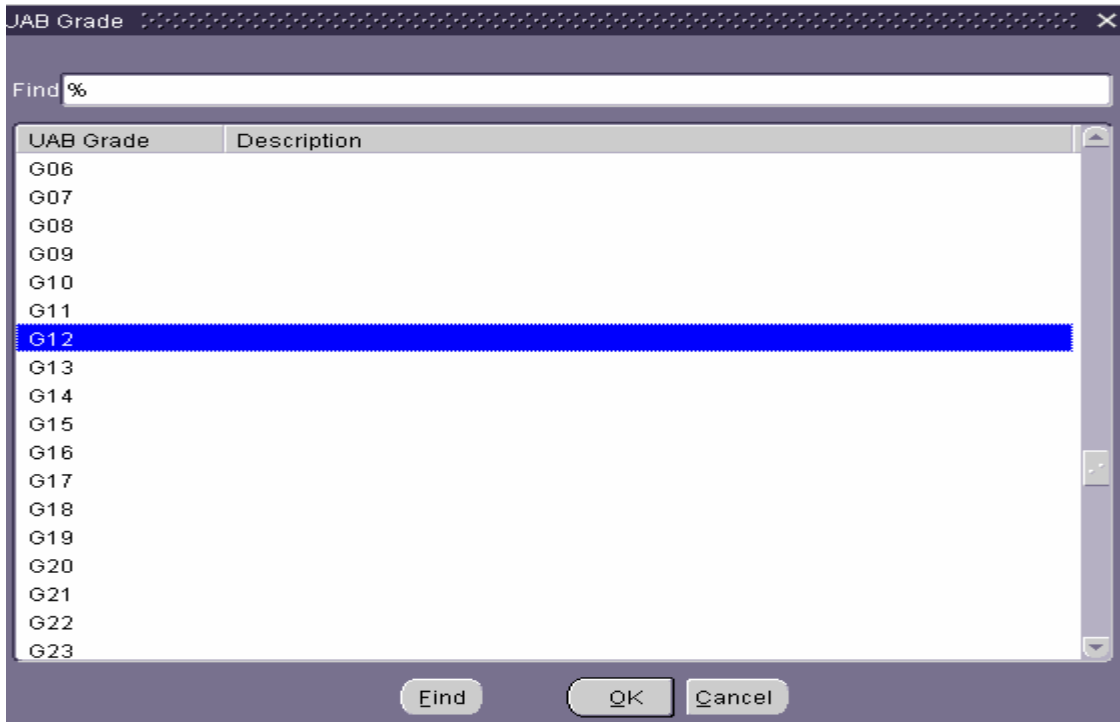 UAB Grade
Find %
UAB Grade Description
G06
G07
G08
G09
G10
G11
G12
G13
G14
G15
G16
G17
G18
G19
G20
G21
G22
G23
Find OK Cancel